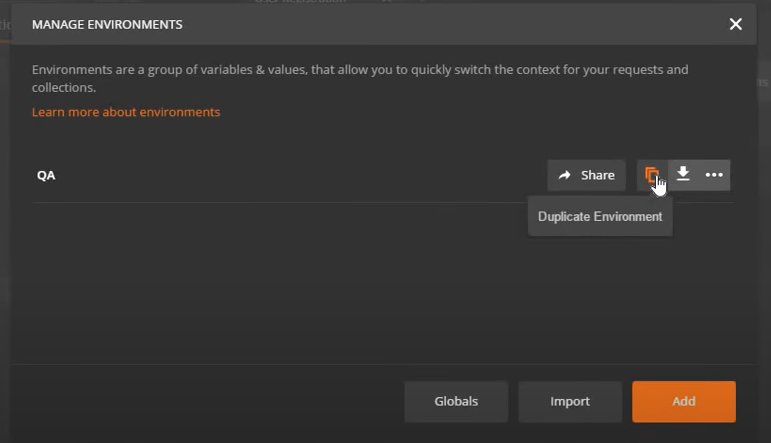 MANAGE ENVIRONMENTS
Environments are a group of variables & values, that allow you to quickly switch the context for your requests and
collections.
Learn more about environments
QA
Share
Duplicate Environment
Globals
Import
Add